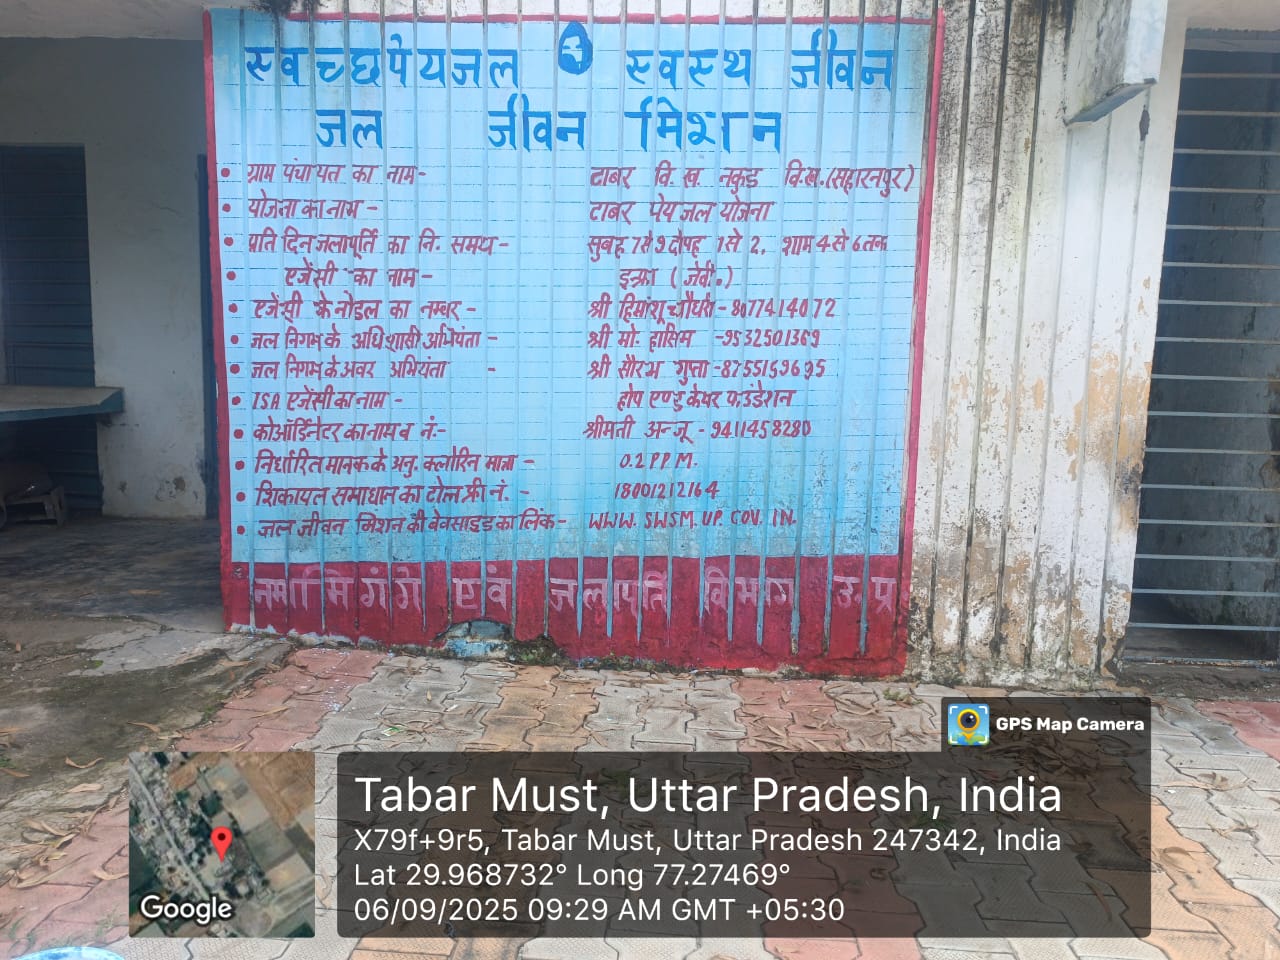 स्वच्छ पेयजल स्वस्थ जीवन
जल जीवन मिशन
• ग्राम पंचायत का नाम- टाबर वि. ख. नकुड वि.ख.(सहारनपुर)
• योजना का नाम - टाबर पेयजल योजना
• प्रति दिन जलापूर्ति का नि. समय - सुबह 7 से 9 दोपह 1 से 2, शाम 4 से 6 तक
• एजेंसी का नाम - इन्फ्रा ( जेवी.)
• एजेंसी के नोडल का नम्बर - श्री हिमांशू चौधरी - 8077414072
• जल निगम के अधिशासी अभियंता - श्री मो. हासिम -9532501369
• जल निगम के अवर अभियंता - श्री सौरभ गुप्ता -8755159695
• ISA एजेंसी का नाम - होप एण्ड केयर फउंडेशन
• कोऑर्डिनेटर का नाम व नं.- श्रीमती अन्जू - 9411458280
• निर्धारित मानक के अनु. क्लोरिन मात्रा - 0.2 P.P.M.
• शिकायत समाधान का टोल फ्री नं. - 18001212164
• जल जीवन मिशन की वेवसाइड का लिंक - WWW. SWSM. UP. COV. IN.
नमामि गंगे एवं जलापूर्ति विभाग ऊ प्र
GPS Map Camera
Tabar Must, Uttar Pradesh, India
X79f+9r5, Tabar Must, Uttar Pradesh 247342, India
Lat 29.968732° Long 77.27469°
06/09/2025 09:29 AM GMT +05:30
Google